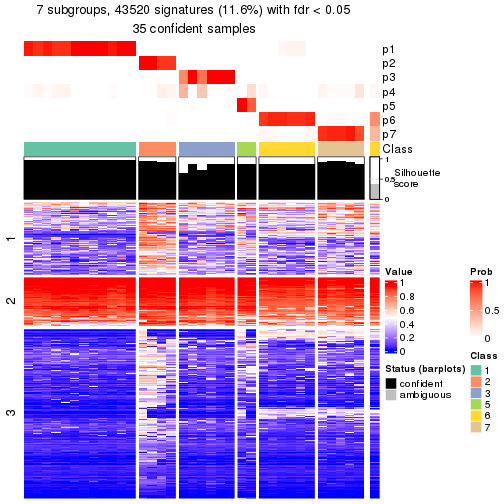 7 subgroups, 43520 signatures (11.6%) with fdr < 0.05
35 confident samples
p1
p2
p3
p4
p5
p6
p7
Class
1
0.5
0
Silhouette
score
1
2
3
Value
1
0.8
0.6
0.4
0.2
0
Prob
1
0.5
0
Status (barplots)
confident
ambiguous
Class
1
2
3
5
6
7